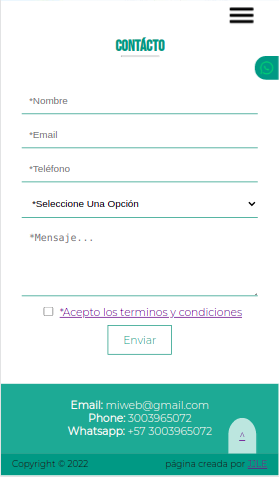 CONTÁCTO
*Nombre
*Email
*Teléfono
*Seleccione Una Opción
*Mensaje...
*Acepto los terminos y condiciones
Enviar
Email: miweb@gmail.com
Phone: 3003965072
Whatsapp: +57 3003965072
^
Copyright © 2022 página creada por